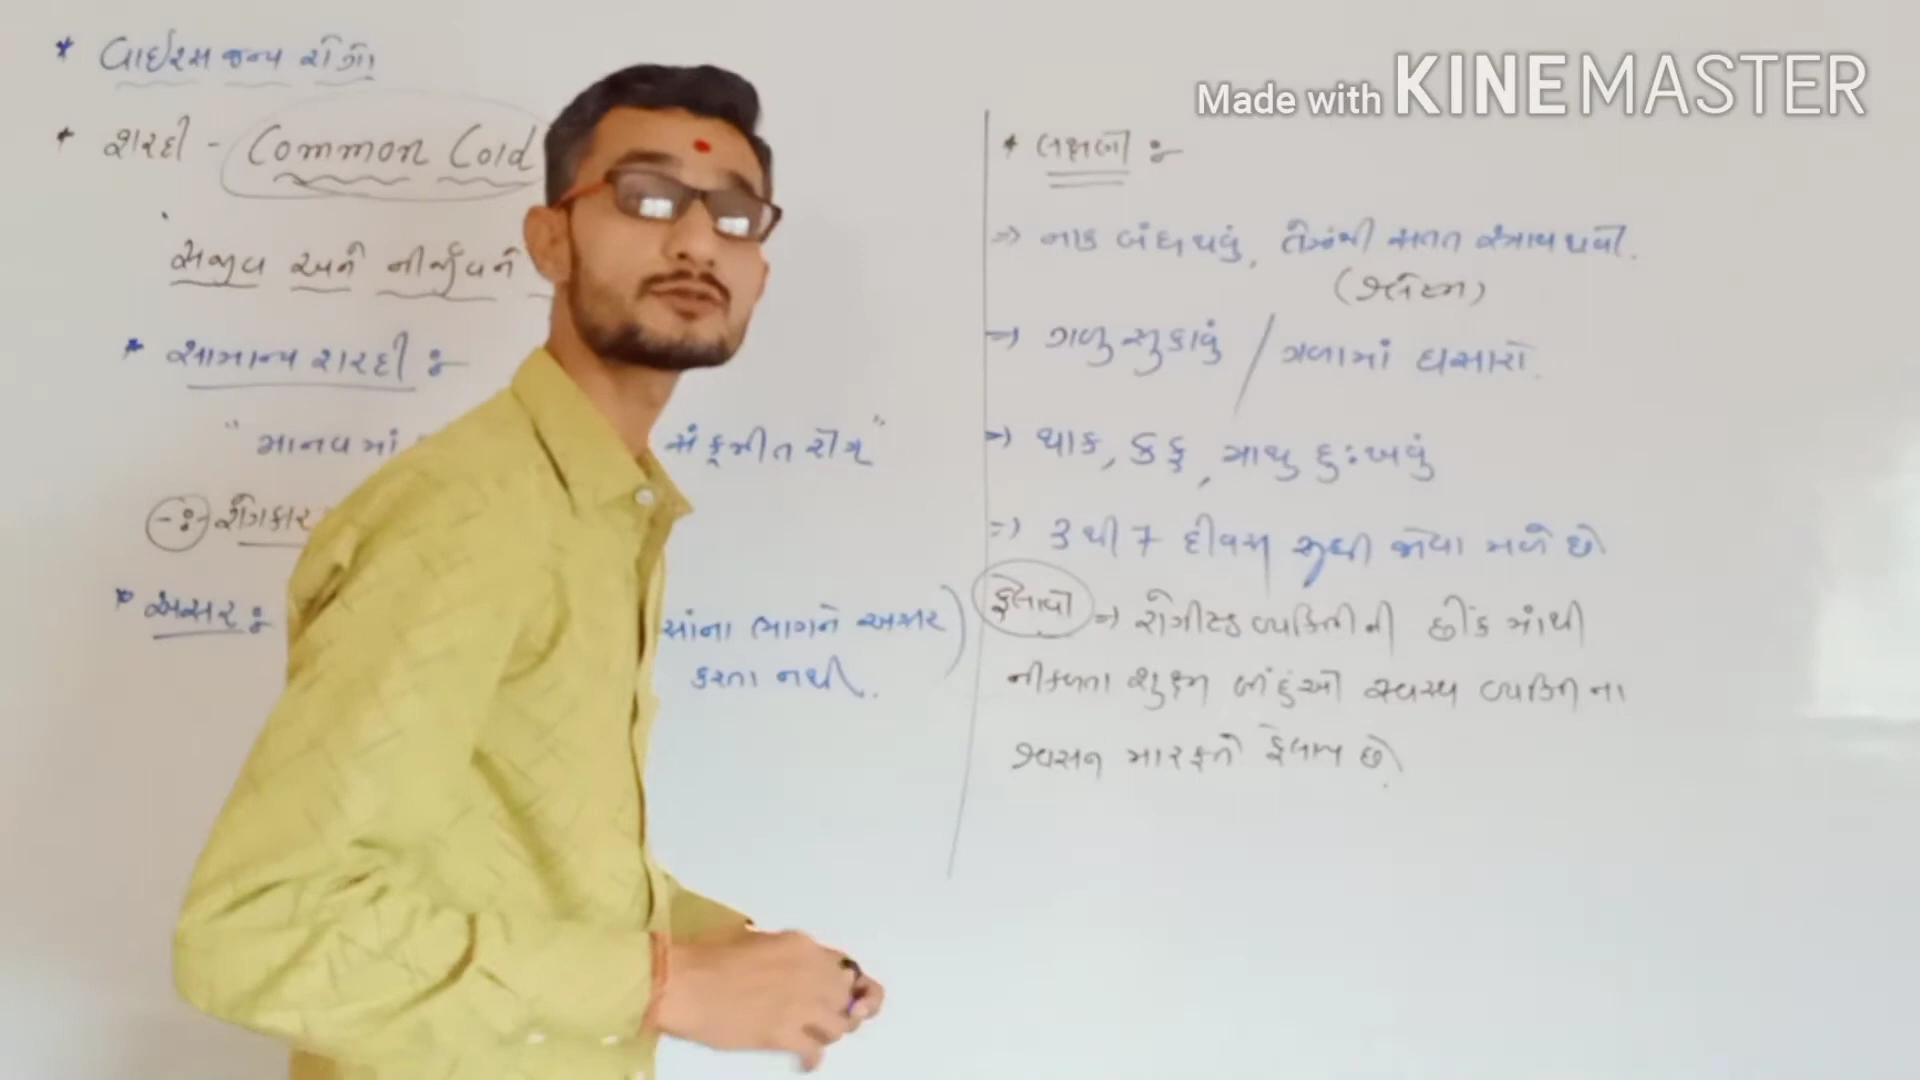 * વાઈરસ જન્ય રોગો
* શરદી - Common Cold
સજીવ અને નીર્જીવને
* સામાન્ય શરદી :-
" માનવમાં
સંક્રમીત રોગ "
-:- રોગકાર
* અસર :-
સાંના ભાગને અસર )
કરતા નથી.
Made with KINEMASTER
* લક્ષણો :-
=> નાક બંધ થવું, તેમાંથી સતત સ્ત્રાવ થવો.
(શ્લેષ્મ)
=> ગળુ સુકાવું / ગળામાં ઘસારો.
=> થાક, કફ, માથુ દુઃખવું
=> 3 થી 7 દીવસ સુધી જોવા મળે છે
ફેલાવો => રોગીષ્ઠ વ્યક્તિની છીંક માંથી
નીકળતા શુક્ષ્મ બીંદુઓ સ્વસ્થ વ્યક્તિ ના
શ્વસન મારફતે ફેલાય છે.